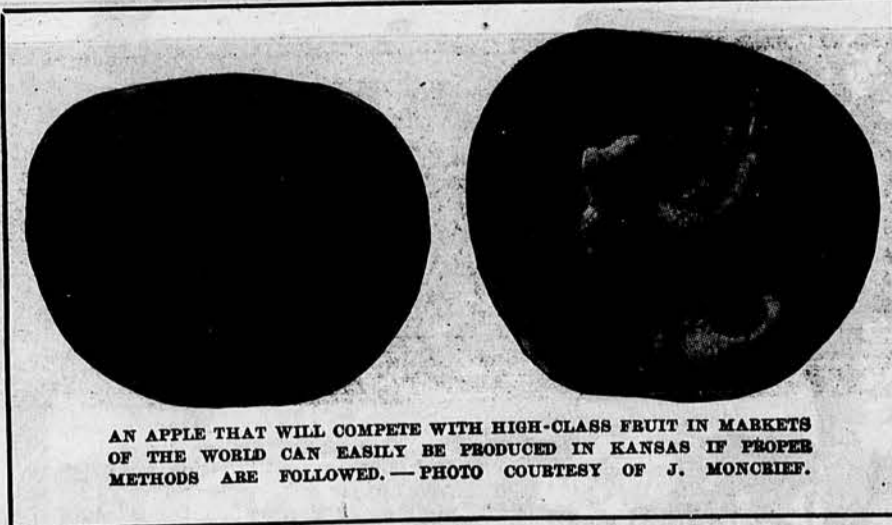 AN APPLE THAT WILL COMPETE WITH HIGH-CLASS FRUIT IN MARKETS
OF THE WORLD CAN EASILY BE PRODUCED IN KANSAS IF PROPER
METHODS ARE FOLLOWED.—PHOTO COURTESY OF J. MONCRIEF.